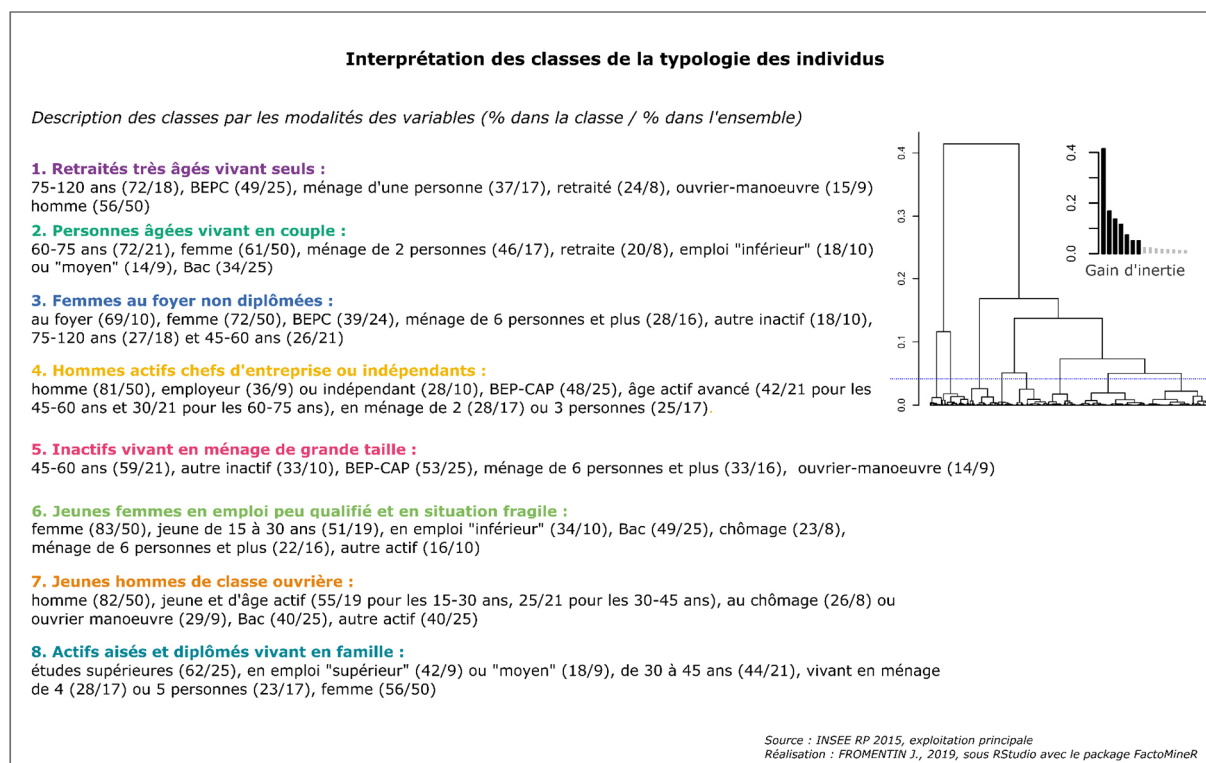 Interprétation des classes de la typologie des individus
Description des classes par les modalités des variables (% dans la classe / % dans l'ensemble)
1. Retraités très âgés vivant seuls :
75-120 ans (72/18), BEPC (49/25), ménage d'une personne (37/17), retraité (24/8), ouvrier-manoeuvre (15/9)
homme (56/50)
2. Personnes âgées vivant en couple :
60-75 ans (72/21), femme (61/50), ménage de 2 personnes (46/17), retraite (20/8), emploi "inférieur" (18/10)
ou "moyen" (14/9), Bac (34/25)
3. Femmes au foyer non diplômées :
au foyer (69/10), femme (72/50), BEPC (39/24), ménage de 6 personnes et plus (28/16), autre inactif (18/10),
75-120 ans (27/18) et 45-60 ans (26/21)
4. Hommes actifs chefs d'entreprise ou indépendants :
homme (81/50), employeur (36/9) ou indépendant (28/10), BEP-CAP (48/25), âge actif avancé (42/21 pour les
45-60 ans et 30/21 pour les 60-75 ans), en ménage de 2 (28/17) ou 3 personnes (25/17).
5. Inactifs vivant en ménage de grande taille :
45-60 ans (59/21), autre inactif (33/10), BEP-CAP (53/25), ménage de 6 personnes et plus (33/16), ouvrier-manoeuvre (14/9)
6. Jeunes femmes en emploi peu qualifié et en situation fragile :
femme (83/50), jeune de 15 à 30 ans (51/19), en emploi "inférieur" (34/10), Bac (49/25), chômage (23/8),
ménage de 6 personnes et plus (22/16), autre actif (16/10)
7. Jeunes hommes de classe ouvrière :
homme (82/50), jeune et d'âge actif (55/19 pour les 15-30 ans, 25/21 pour les 30-45 ans), au chômage (26/8) ou
ouvrier manoeuvre (29/9), Bac (40/25), autre actif (40/25)
8. Actifs aisés et diplômés vivant en famille :
études supérieures (62/25), en emploi "supérieur" (42/9) ou "moyen" (18/9), de 30 à 45 ans (44/21), vivant en ménage
de 4 (28/17) ou 5 personnes (23/17), femme (56/50)
0.4
0.3
0.2
0.1
0.0
0.4
0.2
0.0
Gain d'inertie
Source : INSEE RP 2015, exploitation principale
Réalisation : FROMENTIN J., 2019, sous RStudio avec le package FactoMineR